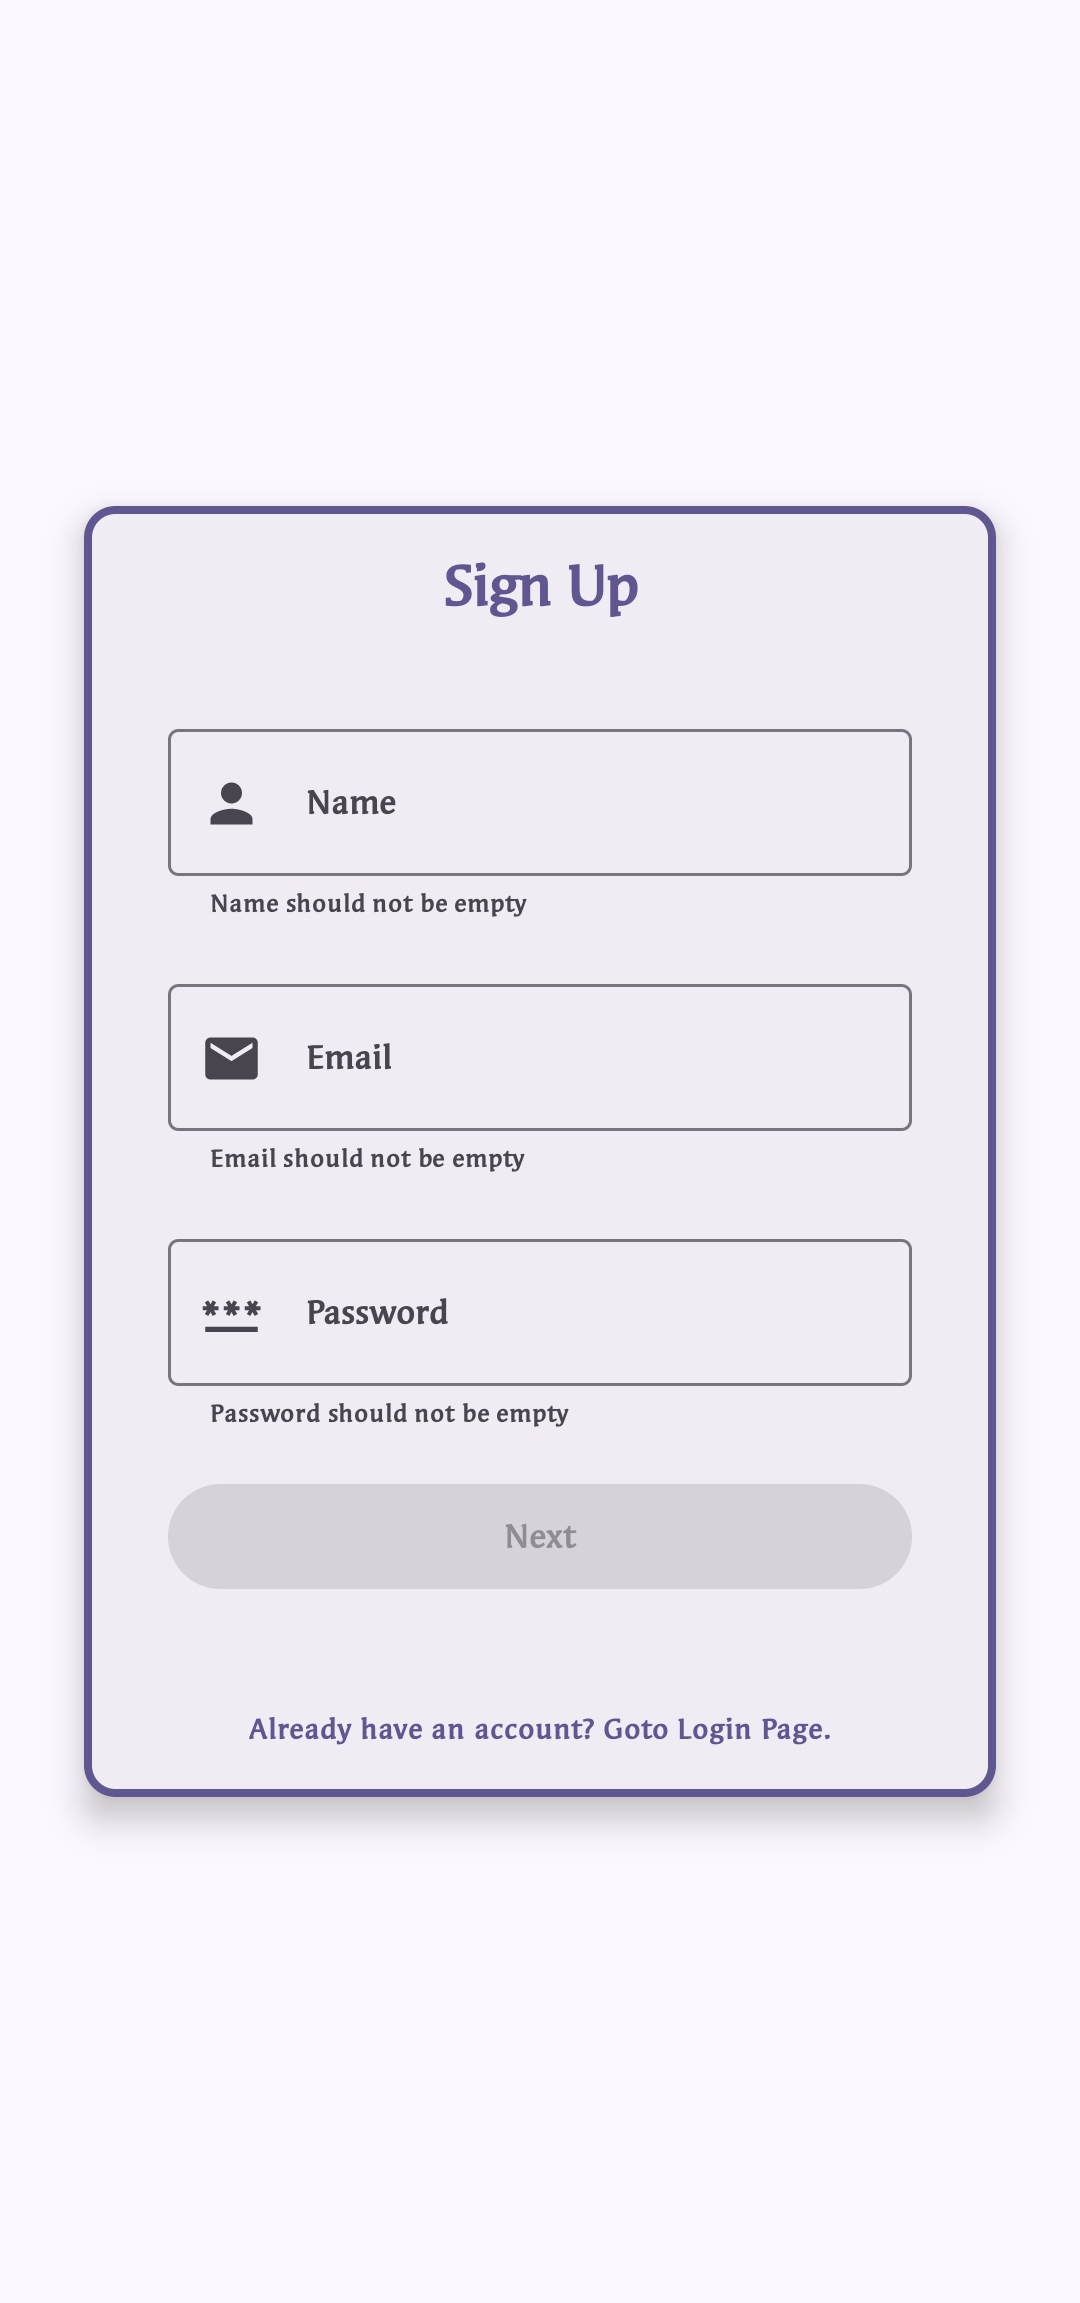 Sign Up
Name
Name should not be empty
Email
Email should not be empty
Password
Password should not be empty
Next
Already have an account? Goto Login Page.